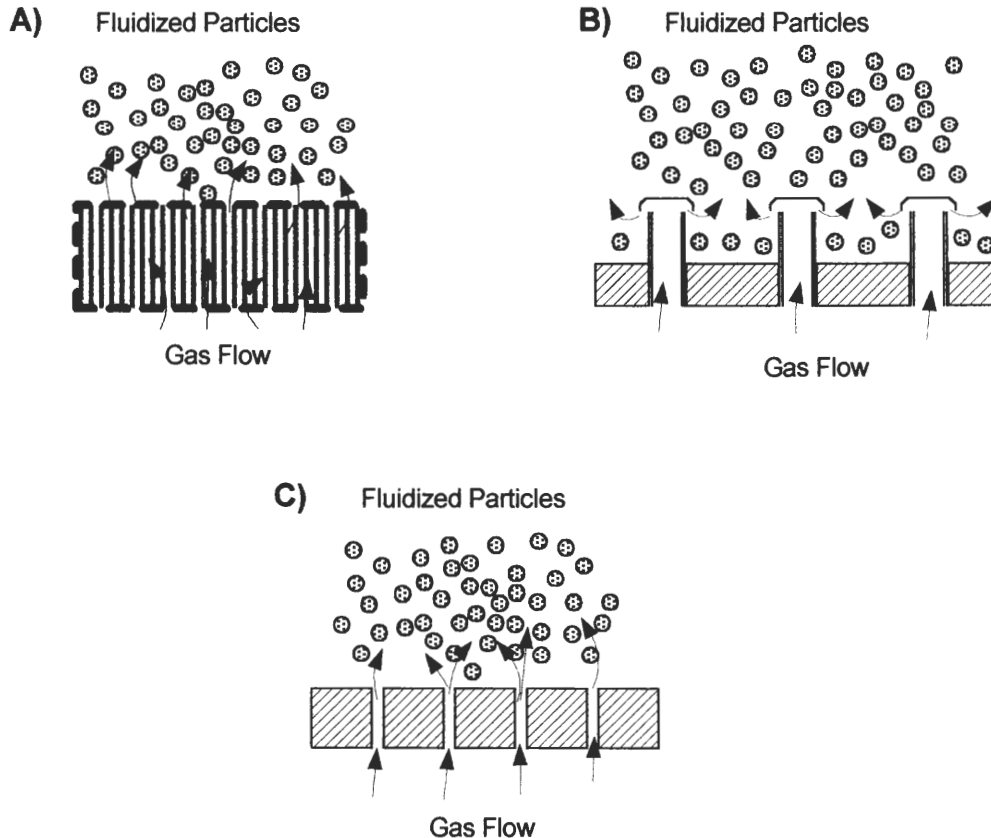 A)
Fluidized Particles
B)
Fluidized Particles
Gas Flow
Gas Flow
C)
Fluidized Particles
Gas Flow